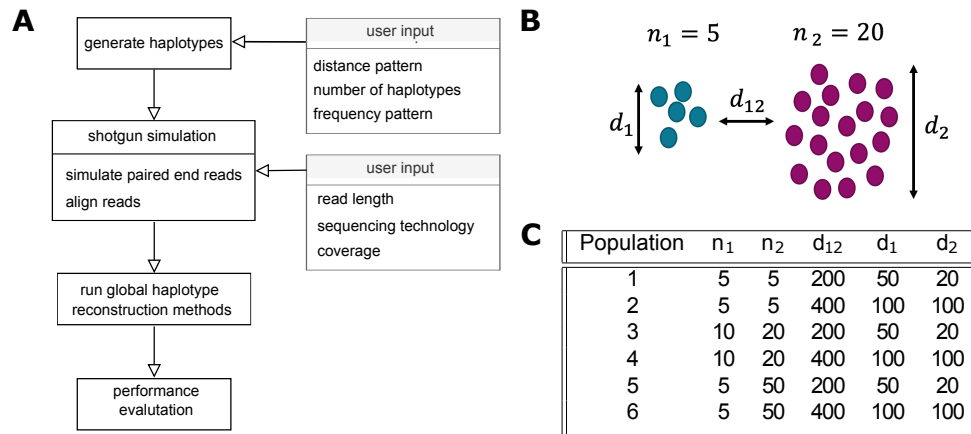 A
generate haplotypes
user input
distance pattern
number of haplotypes
frequency pattern
shotgun simulation
simulate paired end reads
align reads
user input
read length
sequencing technology
coverage
run global haplotype
reconstruction methods
performance
evalutation
B
n₁ = 5
n₂ = 20
d₁
d₁₂
d₂
C
Population n₁ n₂ d₁₂ d₁ d₂
1 5 5 200 50 20
2 5 5 400 100 100
3 10 20 200 50 20
4 10 20 400 100 100
5 5 50 200 50 20
6 5 50 400 100 100